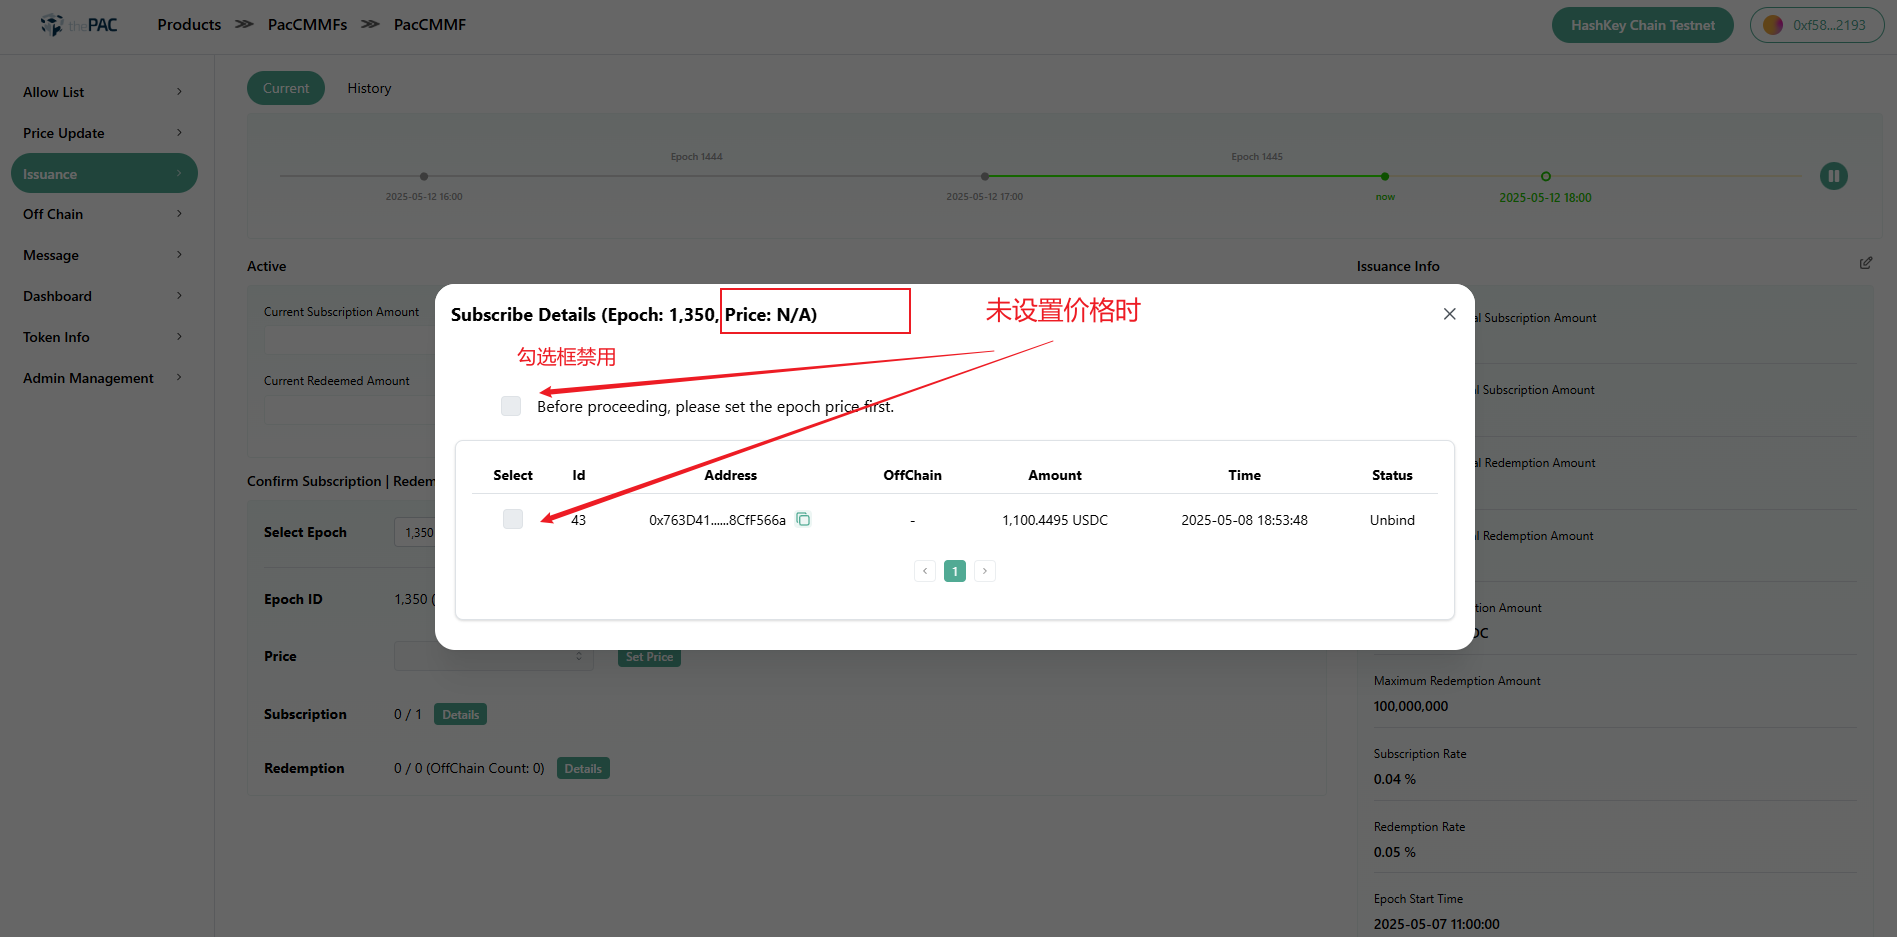 thePAC
Products
PacCMMFs
PacCMMF
HashKey Chain Testnet
0xf58...2193
Allow List
Price Update
Issuance
Off Chain
Message
Dashboard
Token Info
Admin Management
Current
History
Epoch 1444
Epoch 1445
2025-05-12 16:00
2025-05-12 17:00
now
2025-05-12 18:00
Active
Issuance Info
Current Subscription Amount
Current Redeemed Amount
Confirm Subscription | Redem
Select Epoch
1,350
Epoch ID
1,350 (
Price
Set Price
Subscription
0 / 1
Details
Redemption
0 / 0 (OffChain Count: 0)
Details
Subscribe Details (Epoch: 1,350, Price: N/A)
未设置价格时
勾选框禁用
Before proceeding, please set the epoch price first.
Select
Id
Address
OffChain
Amount
Time
Status
43
0x763D41......8CfF566a
-
1,100.4495 USDC
2025-05-08 18:53:48
Unbind
1
al Subscription Amount
al Subscription Amount
al Redemption Amount
al Redemption Amount
tion Amount
DC
Maximum Redemption Amount
100,000,000
Subscription Rate
0.04 %
Redemption Rate
0.05 %
Epoch Start Time
2025-05-07 11:00:00